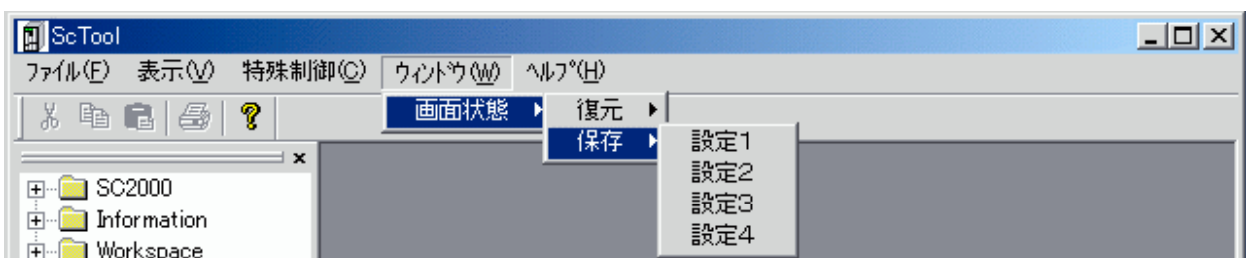 ScTool
ﾌｧｲﾙ(F) 表示(V) 特殊制御(C) ｳｨﾝﾄﾞｳ(W) ﾍﾙﾌﾟ(H)
画面状態
復元
保存
設定1
設定2
設定3
設定4
SC2000
Information
Workspace